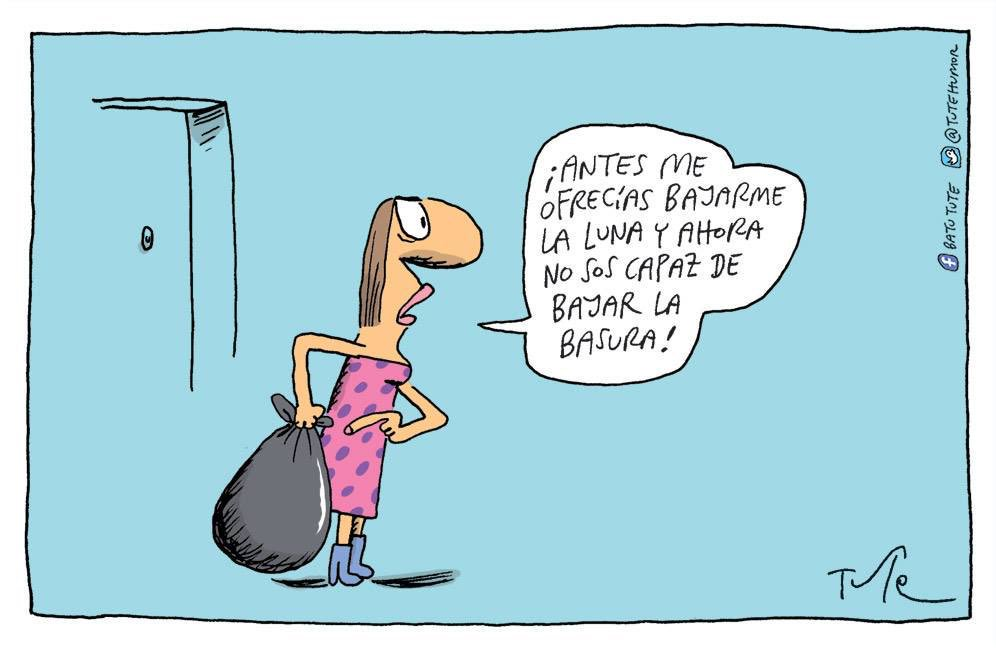 ¡ANTES ME
OFRECÍAS BAJARME
LA LUNA Y AHORA
NO SOS CAPAZ DE
BAJAR LA
BASURA!
BATU TUTE @TUTEHUMOR
Tute